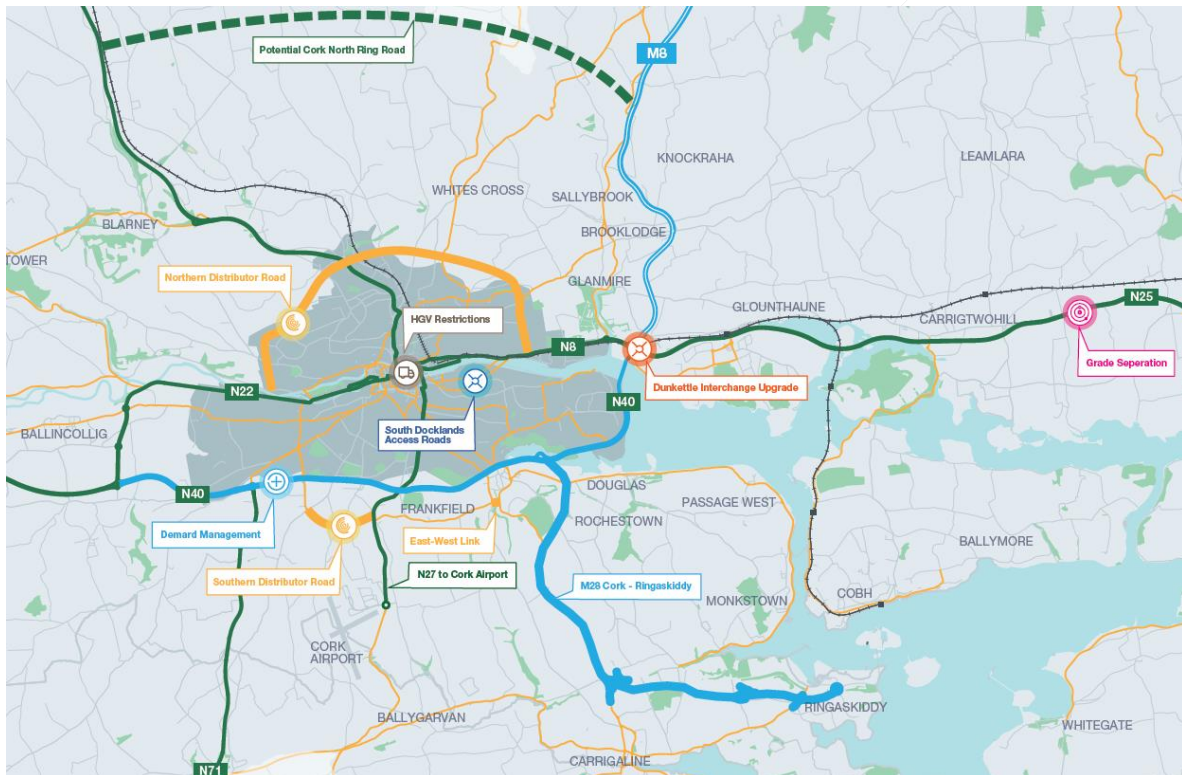 Potential Cork North Ring Road
M8
KNOCKRAHA
LEAMLARA
WHITES CROSS
SALLYBROOK
BLARNEY
BROOKLODGE
TOWER
Northern Distributor Road
GLANMIRE
GLOUNTHAUNE
N25
HGV Restrictions
CARRIGTWOHILL
N8
Grade Seperation
Dunkettle Interchange Upgrade
N22
N40
BALLINCOLLIG
South Docklands
Access Roads
DOUGLAS
N40
PASSAGE WEST
FRANKFIELD
ROCHESTOWN
Demard Management
East-West Link
BALLYMORE
Southern Distributor Road
N27 to Cork Airport
M28 Cork - Ringaskiddy
COBH
MONKSTOWN
CORK
AIRPORT
RINGASKIDDY
BALLYGARVAN
WHITEGATE
CARRIGALINE
N71